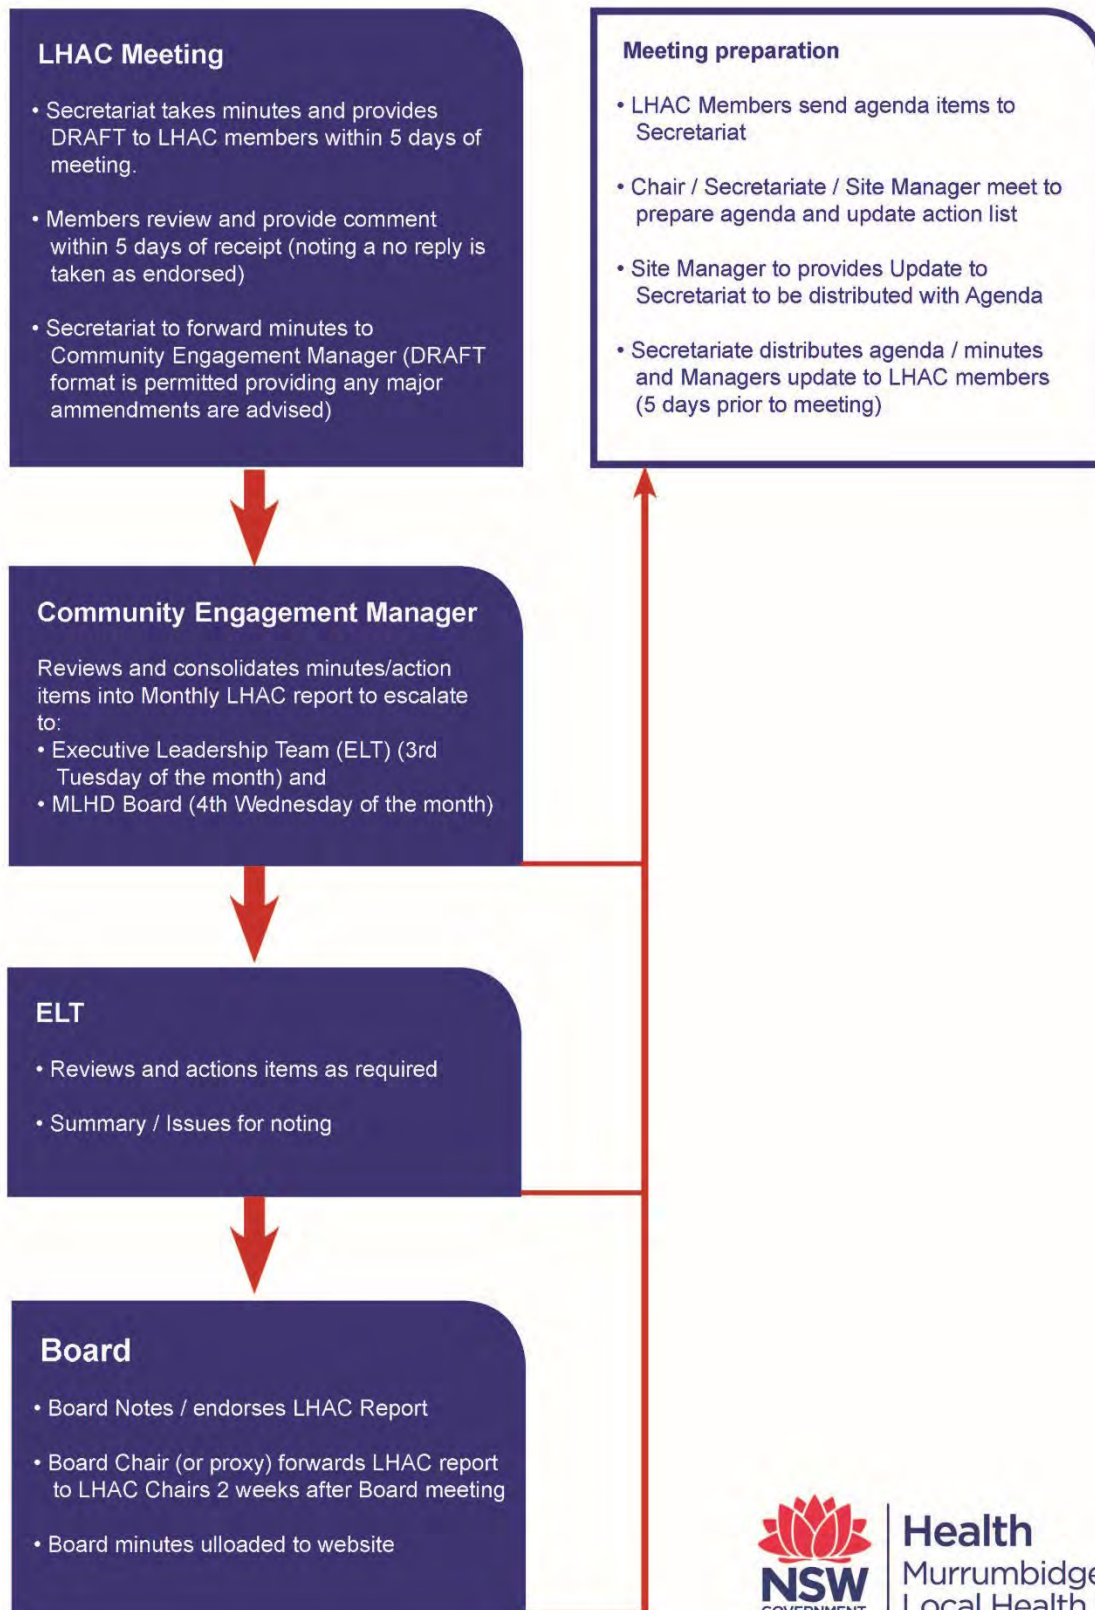 LHAC Meeting
• Secretariat takes minutes and provides
DRAFT to LHAC members within 5 days of
meeting.
• Members review and provide comment
within 5 days of receipt (noting a no reply is
taken as endorsed)
• Secretariat to forward minutes to
Community Engagement Manager (DRAFT
format is permitted providing any major
ammendments are advised)
Meeting preparation
• LHAC Members send agenda items to
Secretariat
• Chair / Secretariate / Site Manager meet to
prepare agenda and update action list
• Site Manager to provides Update to
Secretariat to be distributed with Agenda
• Secretariate distributes agenda / minutes
and Managers update to LHAC members
(5 days prior to meeting)
Community Engagement Manager
Reviews and consolidates minutes/action
items into Monthly LHAC report to escalate
to:
• Executive Leadership Team (ELT) (3rd
Tuesday of the month) and
• MLHD Board (4th Wednesday of the month)
ELT
• Reviews and actions items as required
• Summary / Issues for noting
Board
• Board Notes / endorses LHAC Report
• Board Chair (or proxy) forwards LHAC report
to LHAC Chairs 2 weeks after Board meeting
• Board minutes ulloaded to website
NSW
GOVERNMENT
Health
Murrumbidge
Local Health